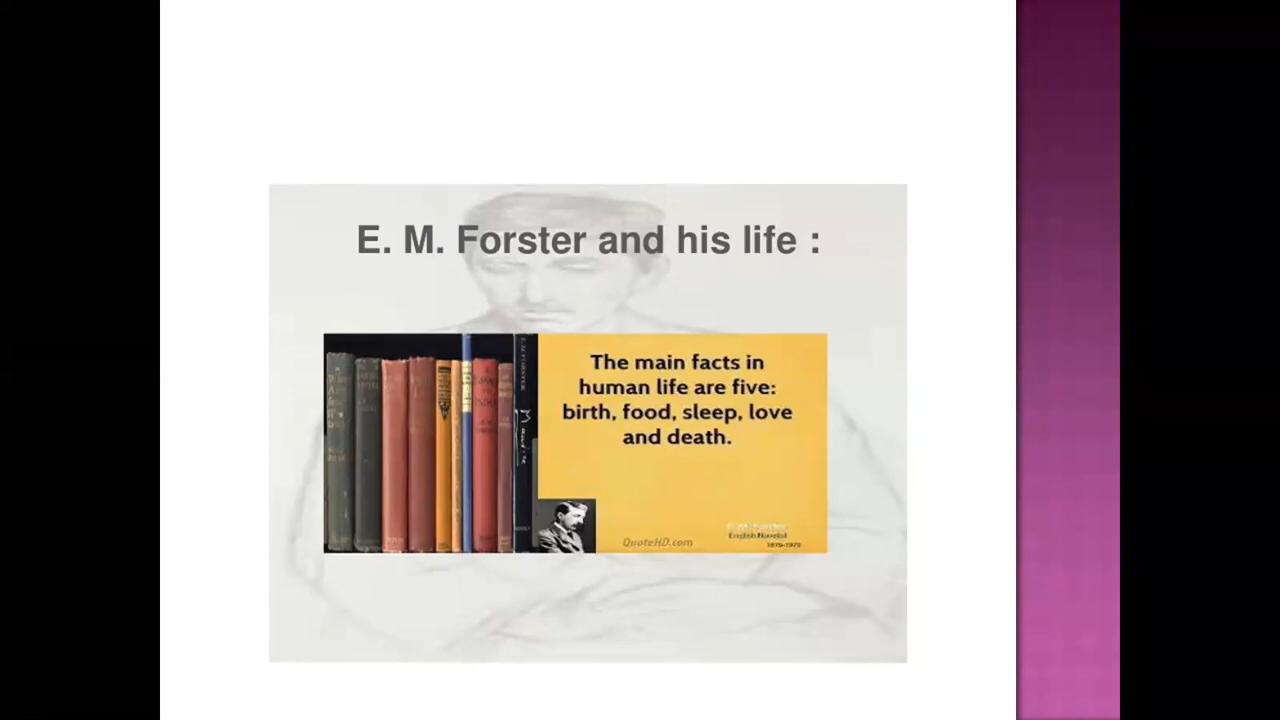 E. M. Forster and his life :
The main facts in
human life are five:
birth, food, sleep, love
and death.
QuoteHD.com
E. M. Forster
English Novelist
1879-1970